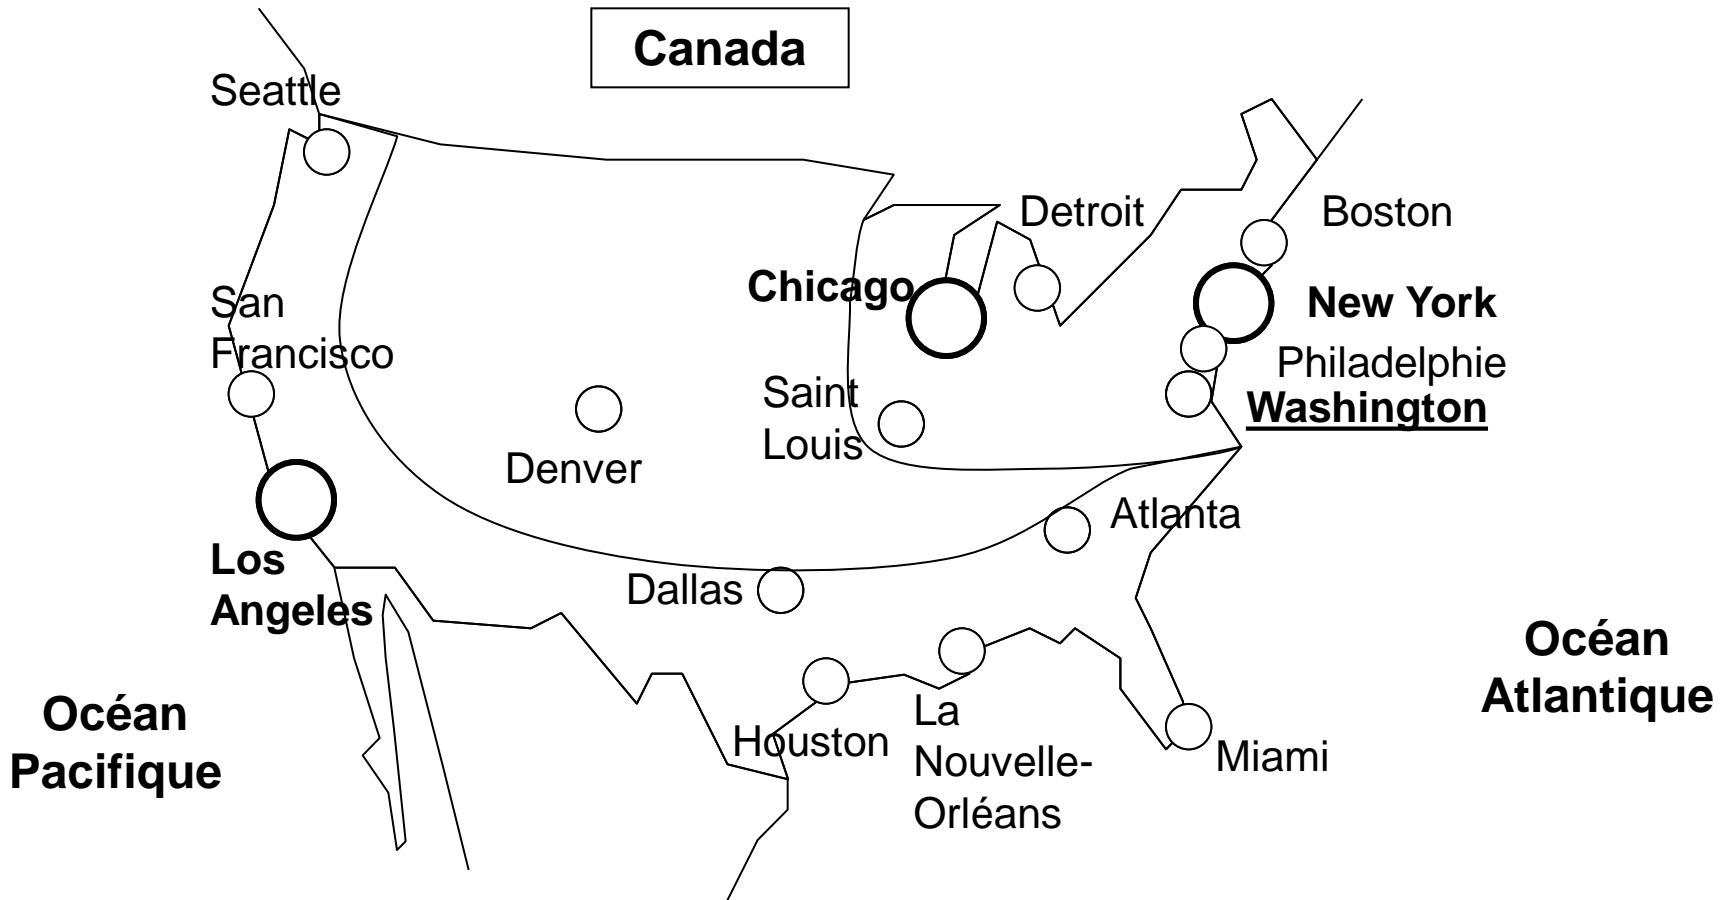 Canada
Seattle
Detroit
Boston
Chicago
San
Francisco
New York
Philadelphie
Washington
Saint
Louis
Denver
Atlanta
Los
Angeles
Dallas
Océan
Atlantique
Océan
Pacifique
Houston
La
Nouvelle-
Orléans
Miami